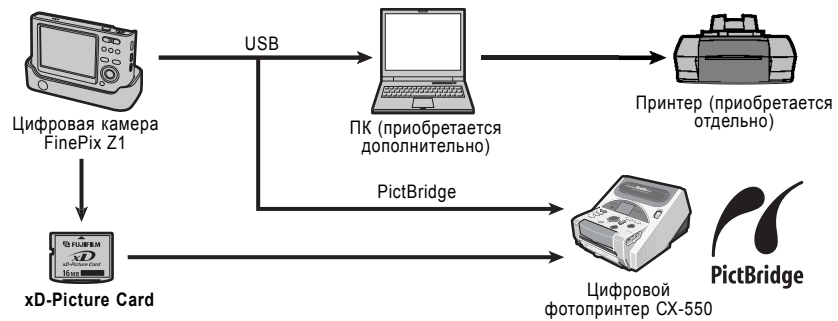 USB
Цифровая камера
FinePix Z1
ПК (приобретается
дополнительно)
Принтер (приобретается
отдельно)
PictBridge
FUJIFILM
xD
xD-Picture Card
16MB
xD-Picture Card
Цифровой
фотопринтер CX-550
PictBridge